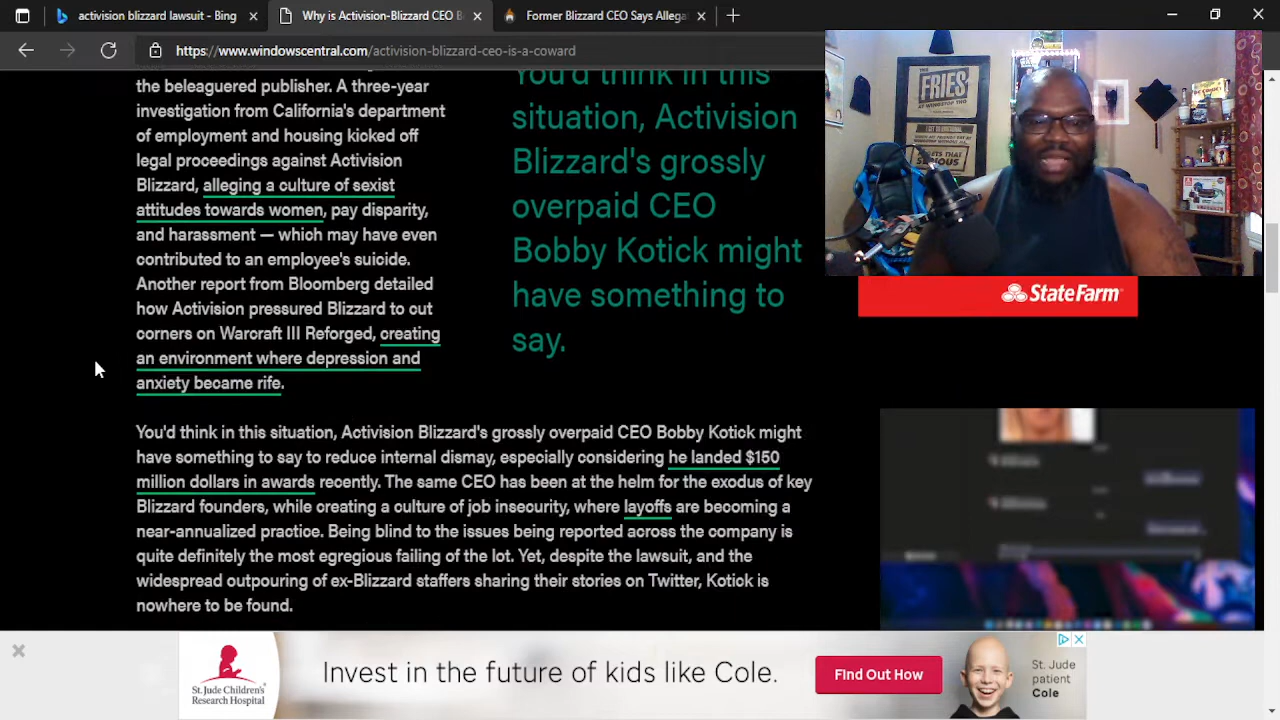 activision blizzard lawsuit - Bing
Why is Activision-Blizzard CEO B
Former Blizzard CEO Says Allega
https://www.windowscentral.com/activision-blizzard-ceo-is-a-coward
the beleaguered publisher. A three-year
investigation from California's department
of employment and housing kioked off
legal proceedings against Activision
Blizzard, alleging a culture of sexist
attitudes towards women, pay disparity,
and harassment — which may have even
contributed to an employee's suicide.
Another report from Bloomberg detailed
how Activision pressured Blizzard to cut
corners on Warcraft III Reforged, creating
an environment where depression and
anxiety became rife.
You'd think in this
situation, Activision
Blizzard's grossly
overpaid CEO
Bobby Kotick might
have something to
say.
THE
FRIES
StateFarm
You'd think in this situation, Activision Blizzard's grossly overpaid CEO Bobby Kotick might
have something to say to reduce internal dismay, especially considering he landed $150
million dollars in awards recently. The same CEO has been at the helm for the exodus of key
Blizzard founders, while creating a culture of job insecurity, where layoffs are becoming a
near-annualized practice. Being blind to the issues being reported across the company is
quite definitely the most egregious failing of the lot. Yet, despite the lawsuit, and the
widespread outpouring of ex-Blizzard staffers sharing their stories on Twitter, Kotick is
nowhere to be found.
St. Jude Children's
Research Hospital
Invest in the future of kids like Cole.
Find Out How
St. Jude
patient
Cole